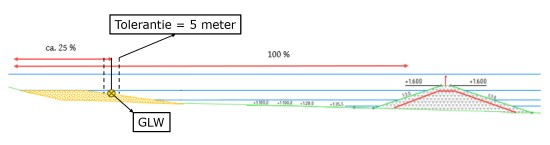 Tolerantie = 5 meter
ca. 25 %
100 %
+1.600
+1.600
GLW